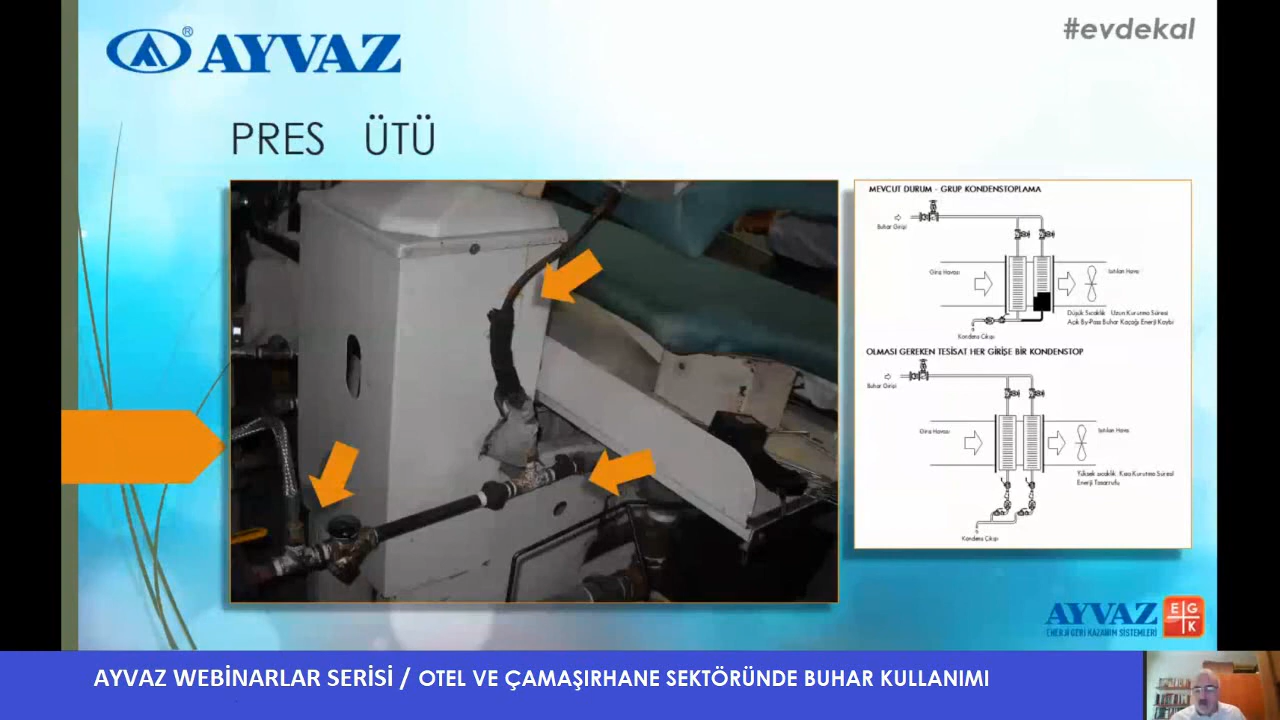 AYVAZ
#evdekal
PRES ÜTÜ
MEVCUT DURUM - GRUP KONDENSTOPLAMA
Buhar Girişi
Giriş Havası
Isıtılan Hava
Düşük Sıcaklık Uzun Kurutma Süresi
Açık By-Pass Buhar Kaçağı Enerji Kaybı
Kondens Çıkışı
OLMASI GEREKEN TESİSAT HER GİRİŞE BİR KONDENSTOP
Buhar Girişi
Giriş Havası
Isıtılan Hava
Yüksek sıcaklık Kısa Kurutma Süresi
Enerji Tasarrufu
Kondens Çıkışı
AYVAZ
ENERJİ GERİ KAZANIM SİSTEMLERİ
E G K
AYVAZ WEBİNARLAR SERİSİ / OTEL VE ÇAMAŞIRHANE SEKTÖRÜNDE BUHAR KULLANIMI